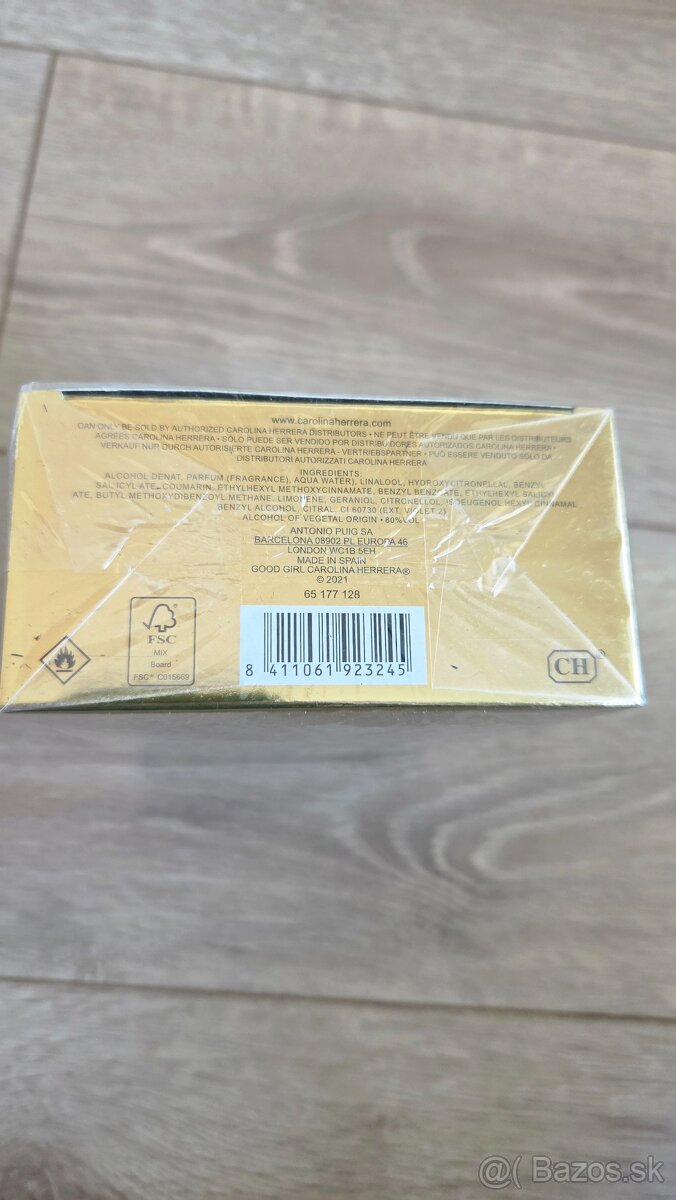 www.carolinaherrera.com
CAN ONLY BE SOLD BY AUTHORIZED CAROLINA HERRERA DISTRIBUTORS • NE PEUT ÊTRE VENDU QUE PAR LES DISTRIBUTEURS
AGRÉES CAROLINA HERRERA • SÓLO PUEDE SER VENDIDO POR DISTRIBUIDORES AUTORIZADOS CAROLINA HERRERA •
VERKAUF NUR DURCH AUTORISIERTE CAROLINA HERRERA - VERTRIEBSPARTNER • PUÒ ESSERE VENDUTO SOLO DA
DISTRIBUTORI AUTORIZZATI CAROLINA HERRERA
INGREDIENTS:
ALCOHOL DENAT, PARFUM (FRAGRANCE), AQUA WATER), LINALOOL, HYDROXYCITRONELLAL, BENZYL
SALICYLATE, COUMARIN, ETHYLHEXYL METHOXYCINNAMATE, BENZYL BENZOATE, ETHYLHEXYL SALICYL
ATE, BUTYL METHOXYDIBENZOYL METHANE, LIMONENE, GERANIOL, CITRONELLOL, ISOEUGENOL HEXYL CINNAMAL
BENZYL ALCOHOL, CITRAL, CI 60730 (EXT. VIOLET 2)
ALCOHOL OF VEGETAL ORIGIN • 80%VOL
ANTONIO PUIG SA
BARCELONA 08902 PL EUROPA 46
LONDON WC1B 5EH
MADE IN SPAIN
GOOD GIRL CAROLINA HERRERA®
© 2021
65 177 128
FSC
MIX
Board
FSC® C015669
8 411061 923245
CH®
@( Bazos.sk